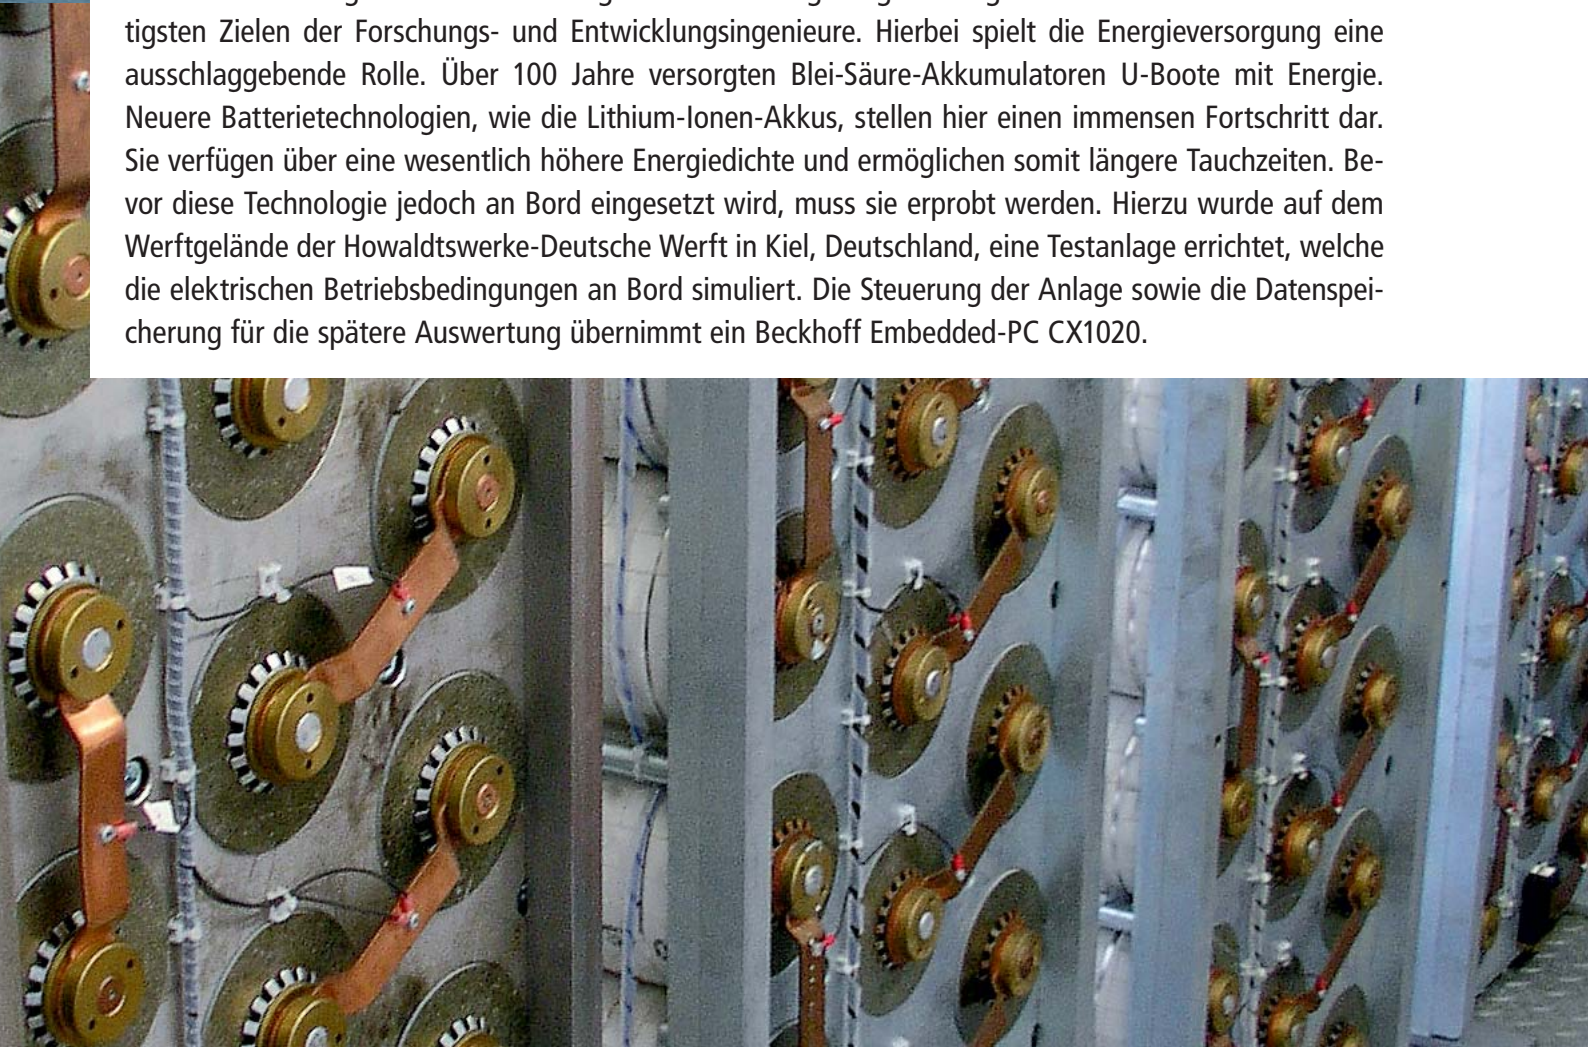 tigsten Zielen der Forschungs- und Entwicklungsingenieure. Hierbei spielt die Energieversorgung eine
ausschlaggebende Rolle. Über 100 Jahre versorgten Blei-Säure-Akkumulatoren U-Boote mit Energie.
Neuere Batterietechnologien, wie die Lithium-Ionen-Akkus, stellen hier einen immensen Fortschritt dar.
Sie verfügen über eine wesentlich höhere Energiedichte und ermöglichen somit längere Tauchzeiten. Be-
vor diese Technologie jedoch an Bord eingesetzt wird, muss sie erprobt werden. Hierzu wurde auf dem
Werftgelände der Howaldtswerke-Deutsche Werft in Kiel, Deutschland, eine Testanlage errichtet, welche
die elektrischen Betriebsbedingungen an Bord simuliert. Die Steuerung der Anlage sowie die Datenspei-
cherung für die spätere Auswertung übernimmt ein Beckhoff Embedded-PC CX1020.